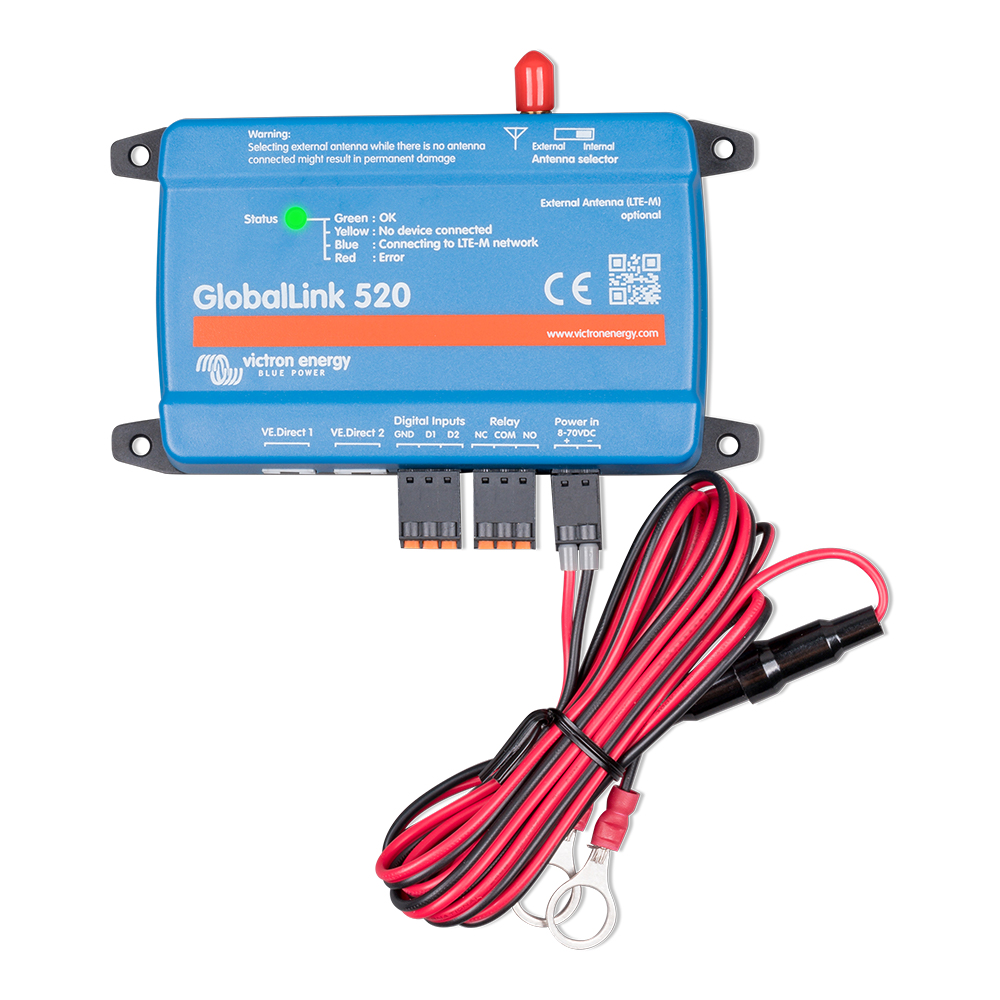 Warning:
Selecting external antenna while there is no antenna
connected might result in permanent damage
External Internal
Antenna selector
External Antenna (LTE-M)
optional
Status
Green : OK
Yellow : No device connected
Blue : Connecting to LTE-M network
Red : Error
GlobalLink 520
CE
www.victronenergy.com
victron energy
BLUE POWER
VE.Direct 1
VE.Direct 2
Digital Inputs
GND D1 D2
Relay
NC COM NO
Power in
8-70VDC
+ −